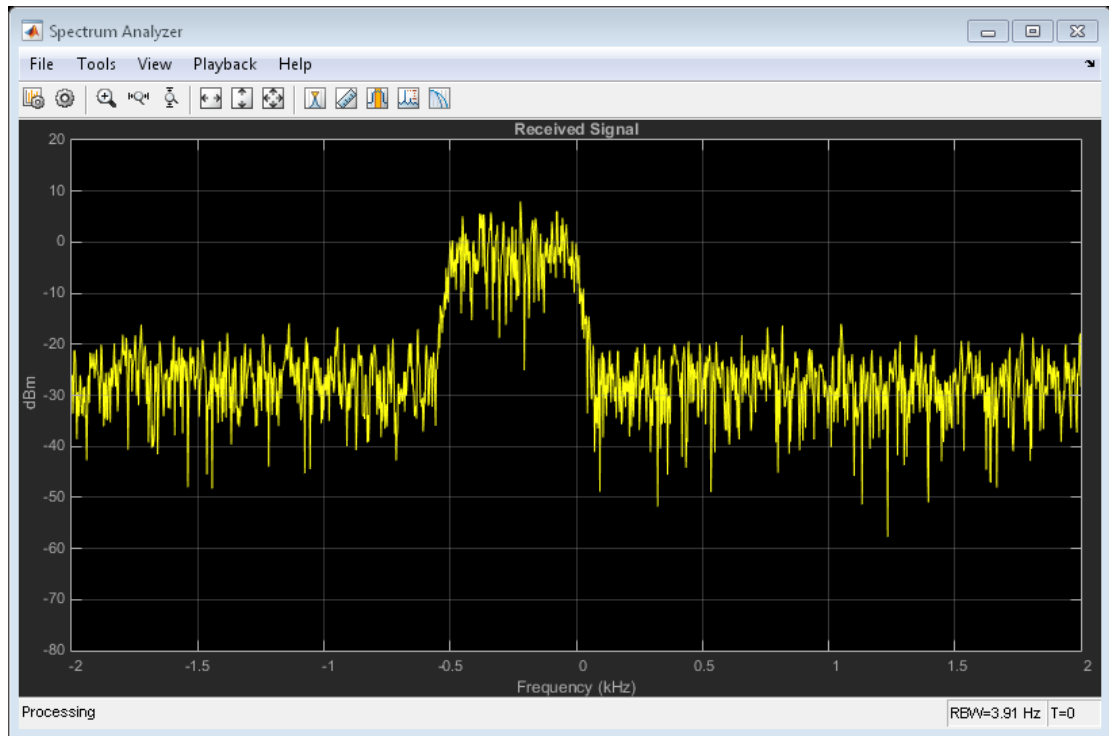 Spectrum Analyzer
File Tools View Playback Help
Received Signal
20
10
0
-10
-20
-30
-40
-50
-60
-70
-80
dBm
-2 -1.5 -1 -0.5 0 0.5 1 1.5 2
Frequency (kHz)
Processing RBW=3.91 Hz T=0